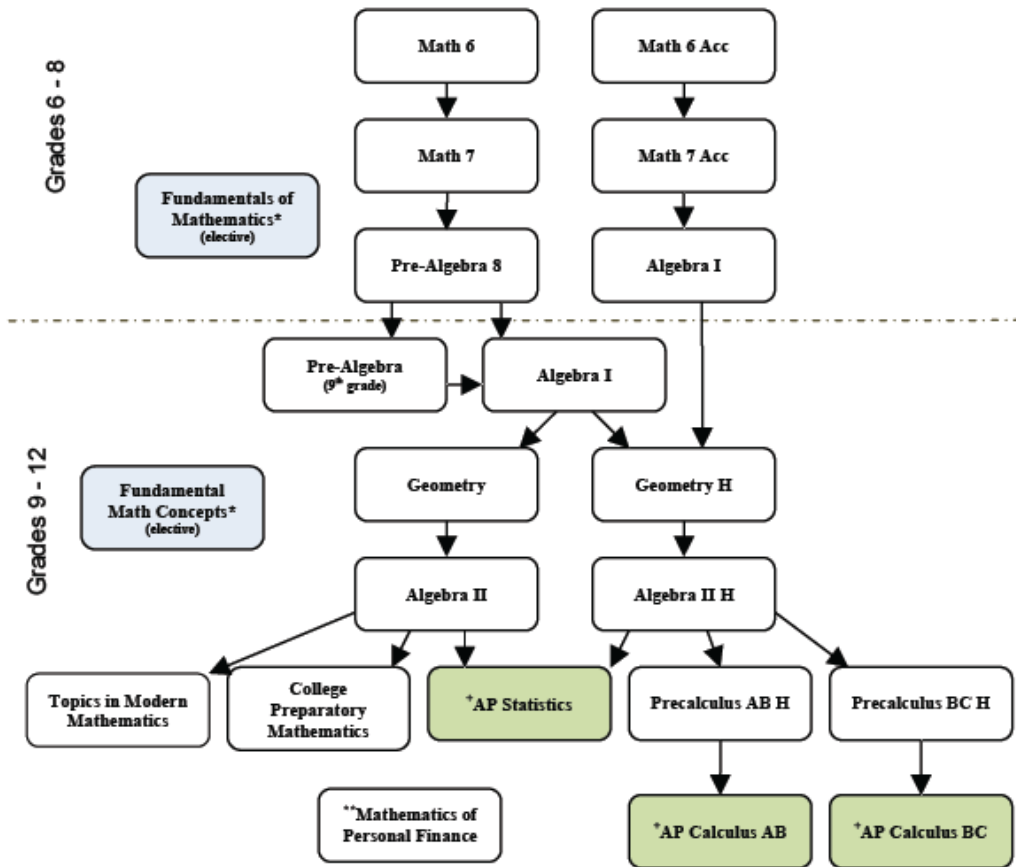 Grades 6 - 8
Math 6
Math 6 Acc
Math 7
Math 7 Acc
Fundamentals of
Mathematics*
(elective)
Pre-Algebra 8
Algebra I
Grades 9 - 12
Pre-Algebra
(9th grade)
Algebra I
Geometry
Geometry H
Fundamental
Math Concepts*
(elective)
Algebra II
Algebra II H
Topics in Modern
Mathematics
College
Preparatory
Mathematics
+AP Statistics
Precalculus AB H
Precalculus BC H
**Mathematics of
Personal Finance
+AP Calculus AB
+AP Calculus BC